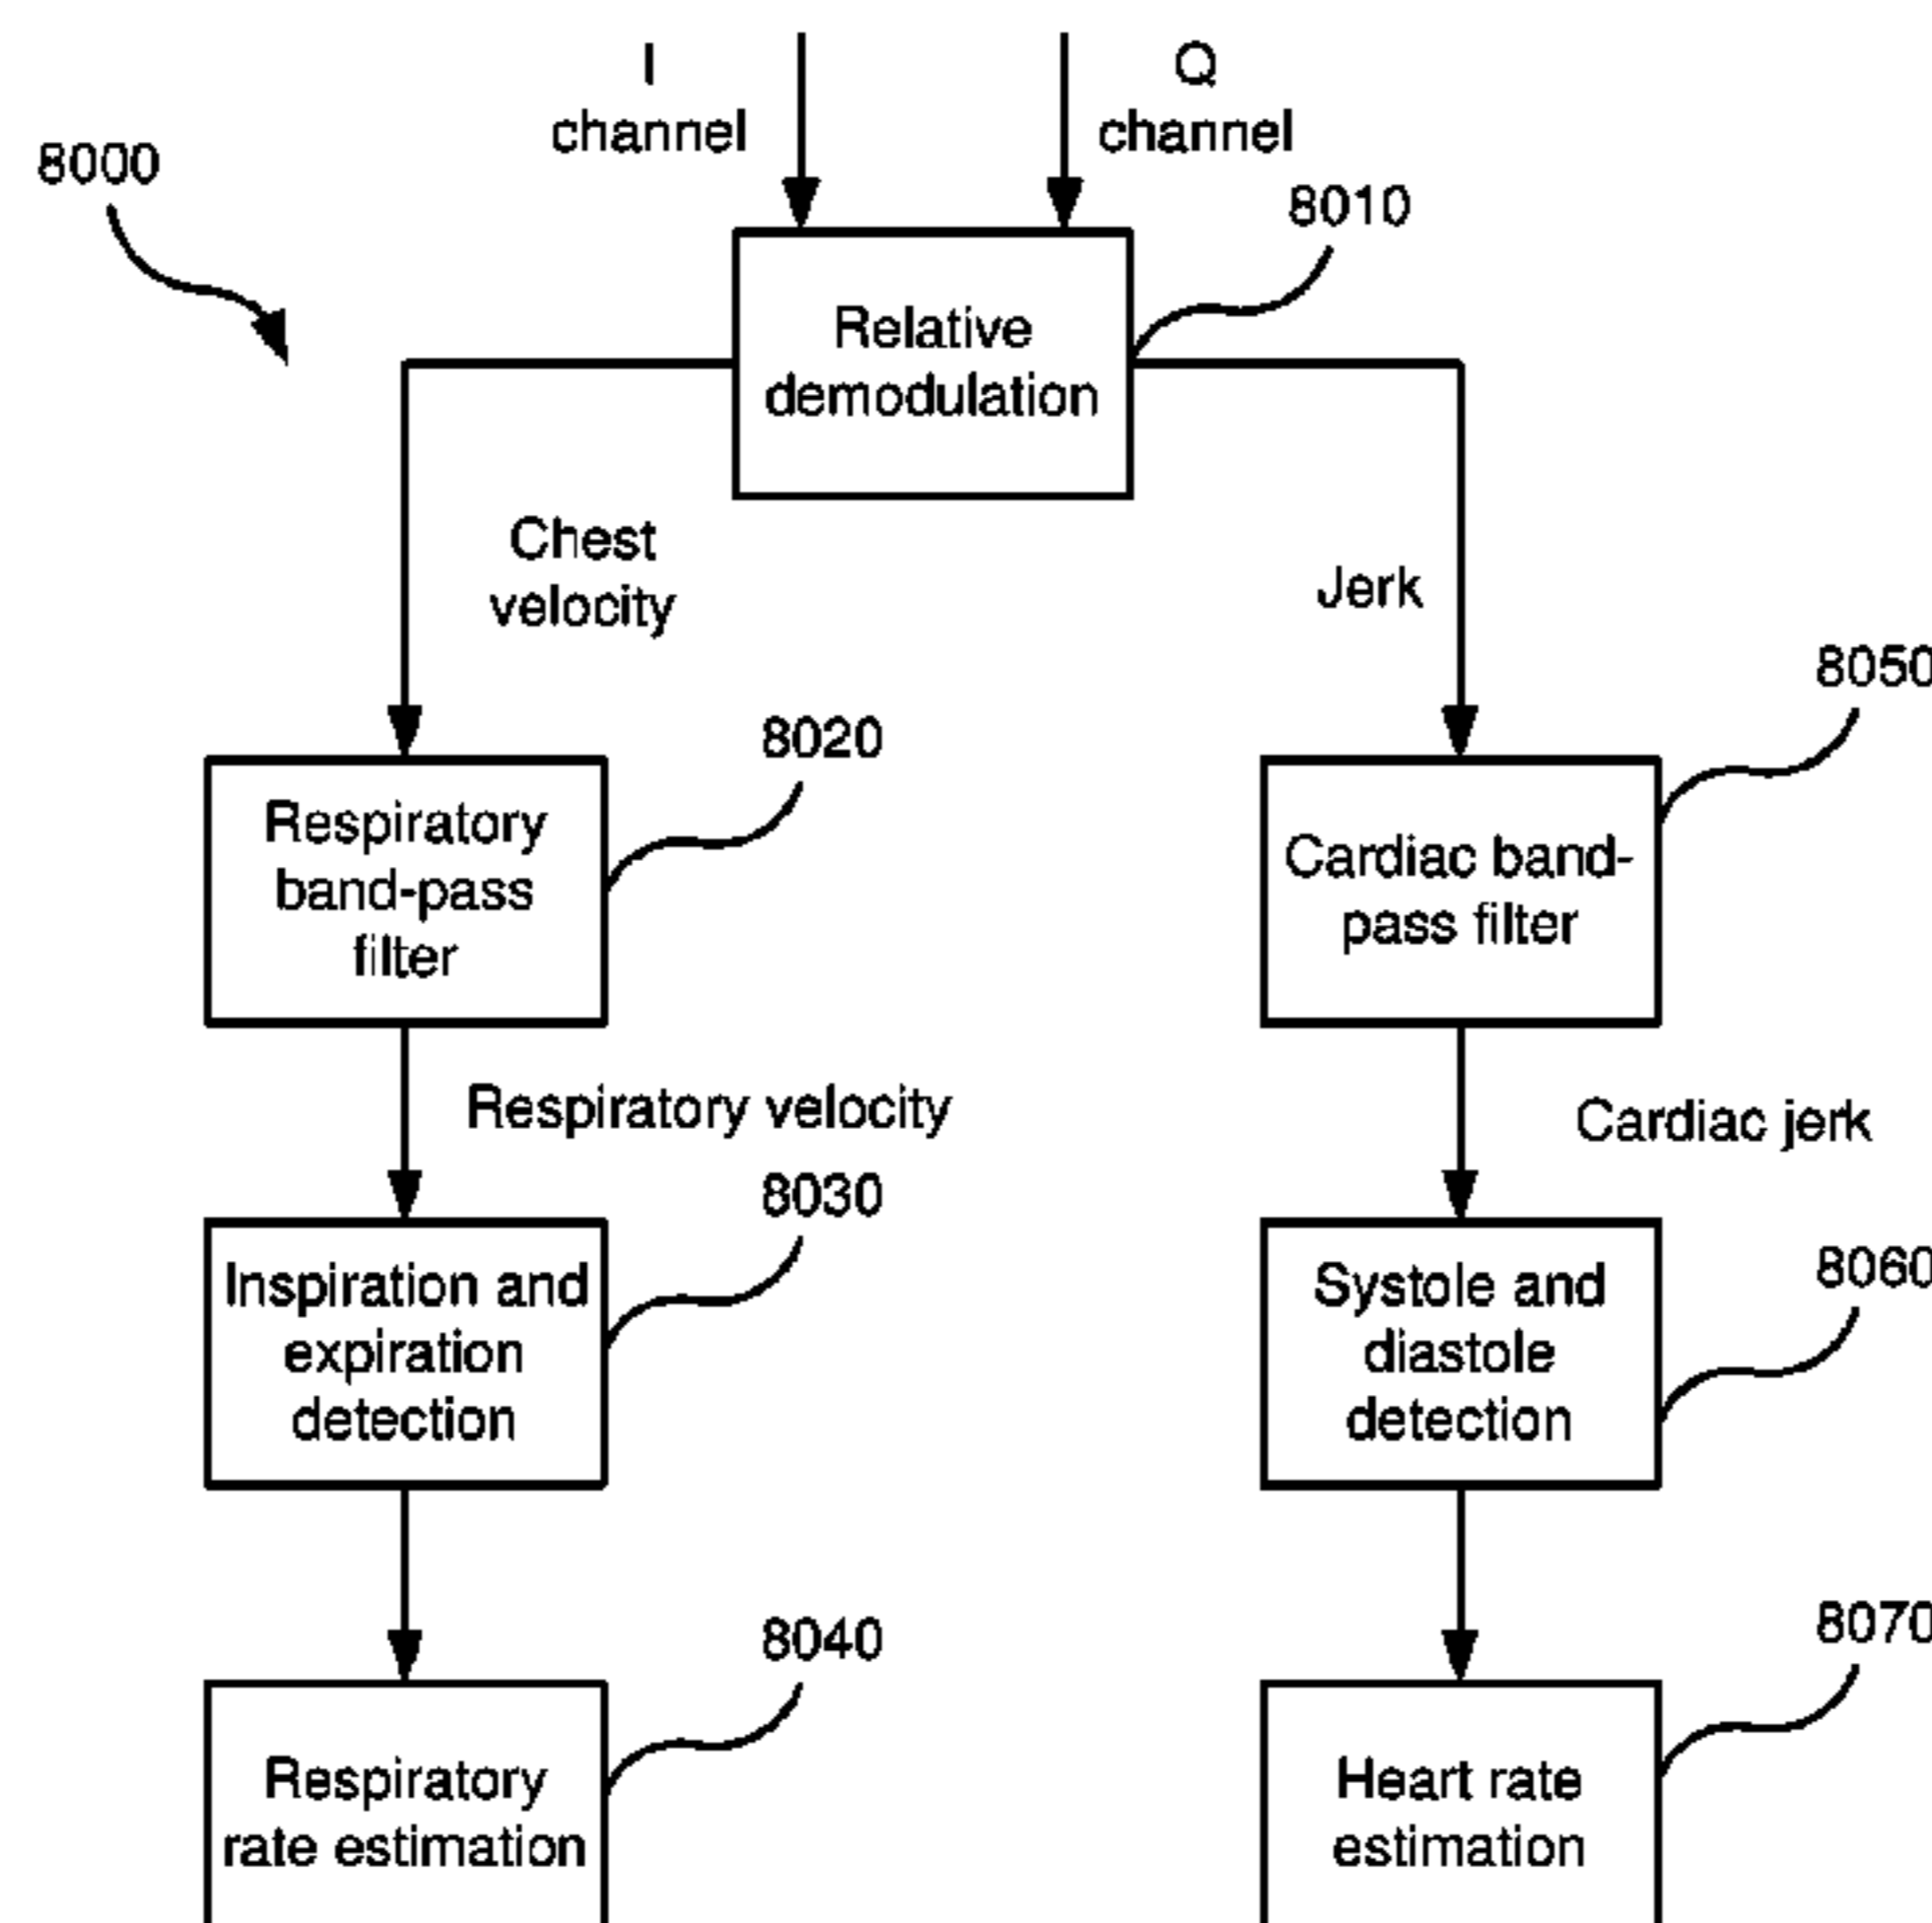 I
channel
Q
channel
8000
8010
Relative
demodulation
Chest
velocity
Jerk
8050
8020
Respiratory
band-pass
filter
Cardiac band-
pass filter
Respiratory velocity
Cardiac jerk
8030
Inspiration and
expiration
detection
8060
Systole and
diastole
detection
8040
Respiratory
rate estimation
8070
Heart rate
estimation